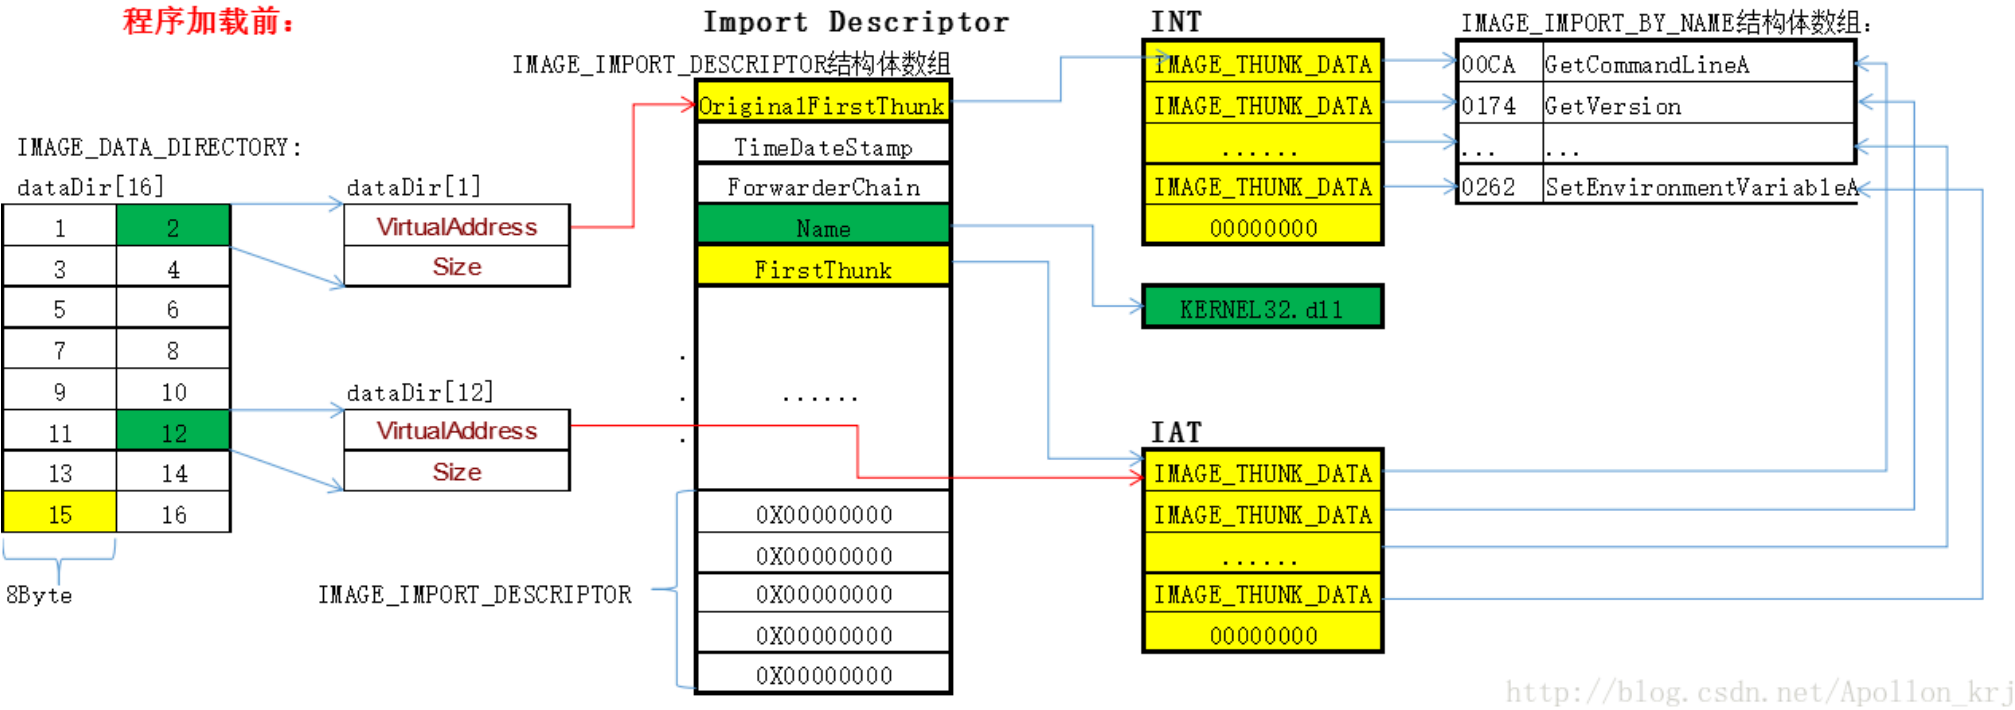 程序加载前：
IMAGE_DATA_DIRECTORY:
dataDir[16]
1 2
3 4
5 6
7 8
9 10
11 12
13 14
15 16
8Byte
dataDir[1]
VirtualAddress
Size
dataDir[12]
VirtualAddress
Size
Import Descriptor
IMAGE_IMPORT_DESCRIPTOR结构体数组
OriginalFirstThunk
TimeDateStamp
ForwarderChain
Name
FirstThunk
.
.
.
......
IMAGE_IMPORT_DESCRIPTOR
0X00000000
0X00000000
0X00000000
0X00000000
0X00000000
INT
IMAGE_THUNK_DATA
IMAGE_THUNK_DATA
......
IMAGE_THUNK_DATA
00000000
KERNEL32.dll
IAT
IMAGE_THUNK_DATA
IMAGE_THUNK_DATA
......
IMAGE_THUNK_DATA
00000000
IMAGE_IMPORT_BY_NAME结构体数组：
00CA GetCommandLineA
0174 GetVersion
... ...
0262 SetEnvironmentVariableA
http://blog.csdn.net/Apollon_krj